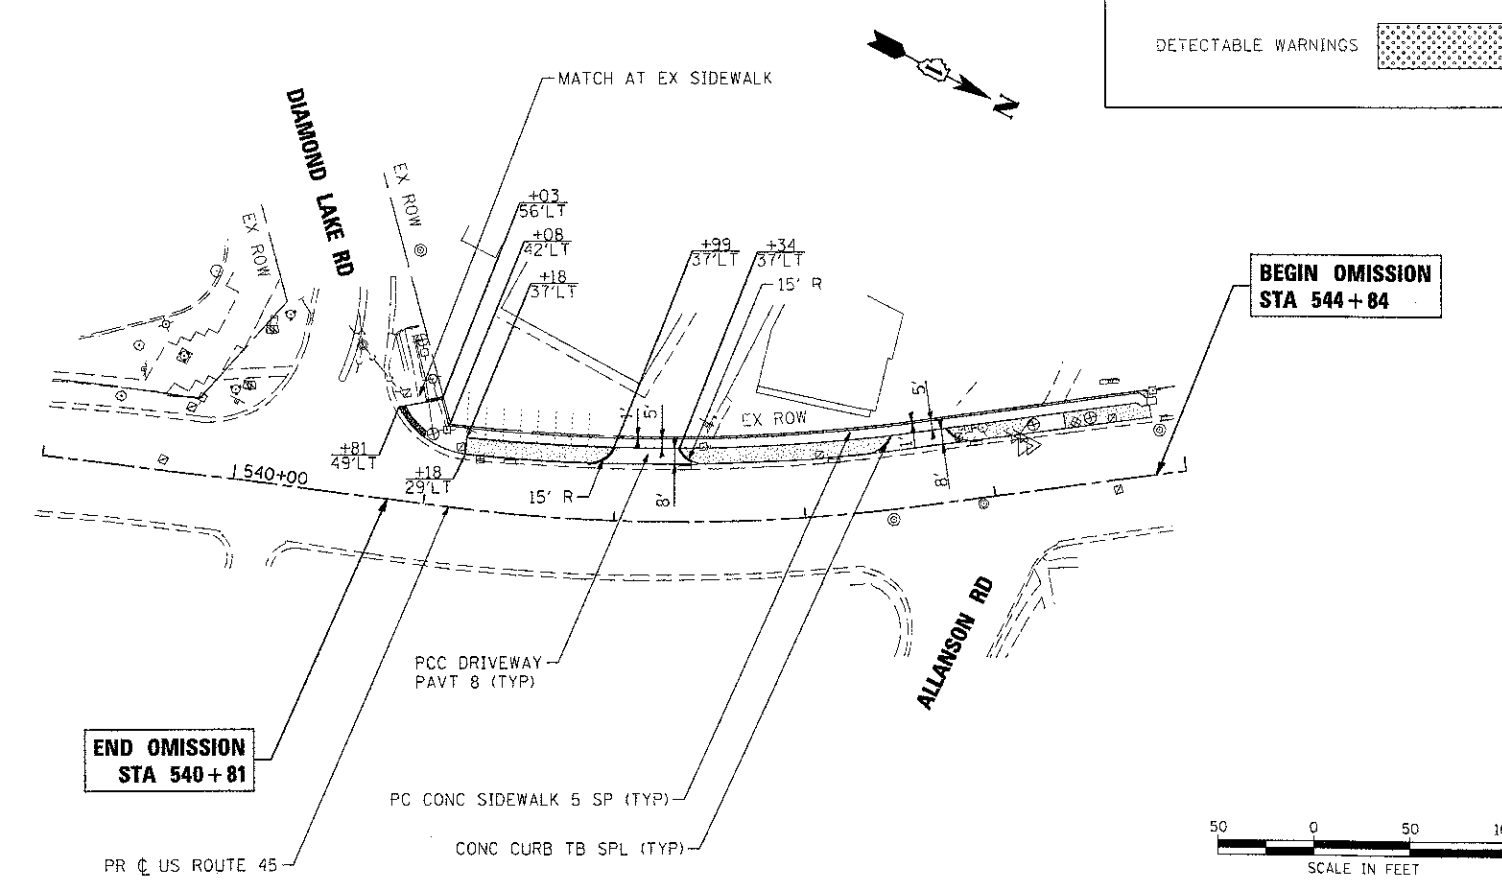 DETECTABLE WARNINGS
MATCH AT EX SIDEWALK
N
DIAMOND LAKE RD
EX ROW
EX ROW
+03
56'LT
+08
42'LT
+18
37'LT
+99
37'LT
+34
37'LT
15' R
BEGIN OMISSION
STA 544+84
1'
5'
EX ROW
5'
+81
49'LT
+18
29'LT
540+00
15' R
8'
8'
PCC DRIVEWAY
PAVT 8 (TYP)
ALLANSON RD
END OMISSION
STA 540+81
PC CONC SIDEWALK 5 SP (TYP)
CONC CURB TB SPL (TYP)
PR ℄ US ROUTE 45
50 0 50
SCALE IN FEET